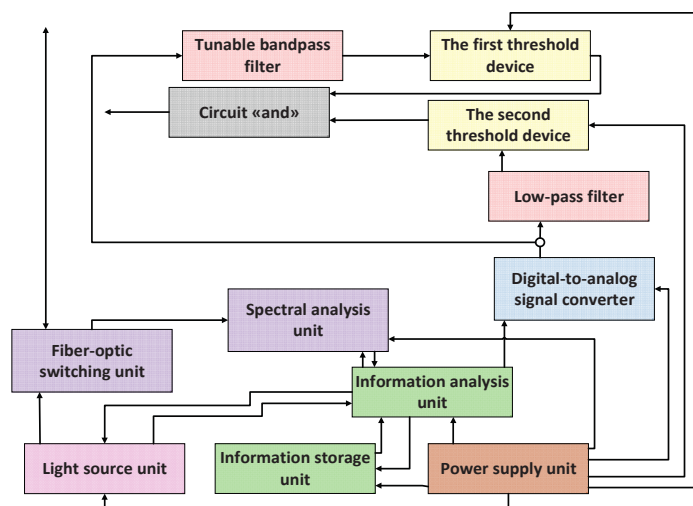 Tunable bandpass
filter
The first threshold
device
Circuit «and»
The second
threshold device
Low-pass filter
Digital-to-analog
signal converter
Spectral analysis
unit
Fiber-optic
switching unit
Information analysis
unit
Light source unit
Information storage
unit
Power supply unit